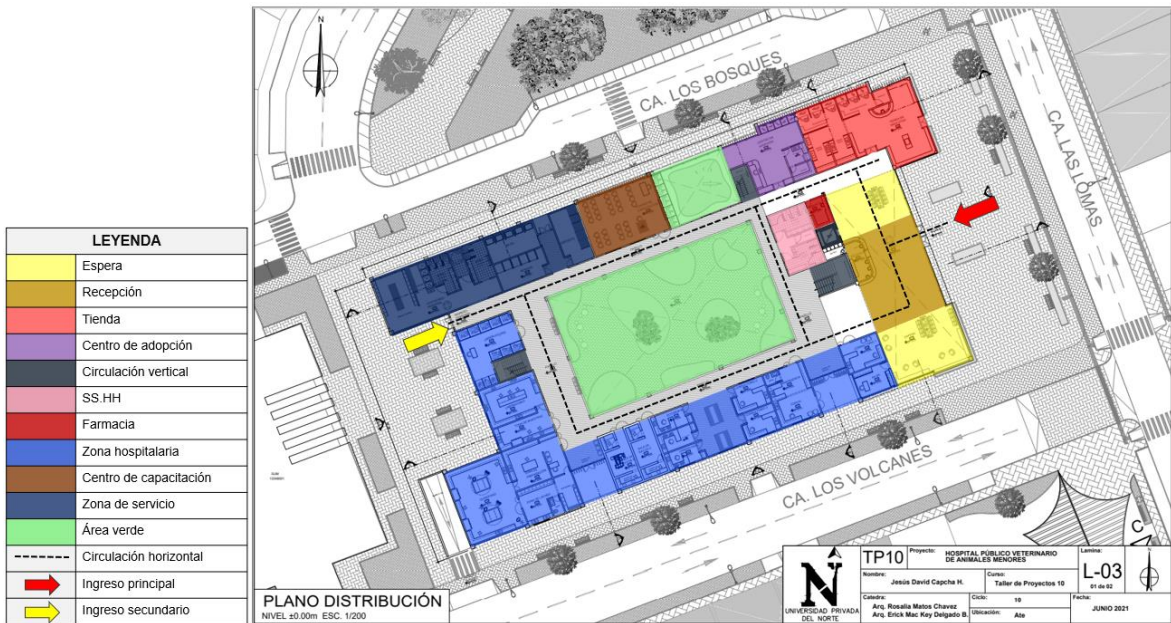 LEYENDA
Espera
Recepción
Tienda
Centro de adopción
Circulación vertical
SS.HH
Farmacia
Zona hospitalaria
Centro de capacitación
Zona de servicio
Área verde
Circulación horizontal
Ingreso principal
Ingreso secundario
N
CA. LOS BOSQUES
CA. LAS LOMAS
CA. LOS VOLCANES
PLANO DISTRIBUCIÓN
NIVEL ±0.00m ESC. 1/200
N
UNIVERSIDAD PRIVADA
DEL NORTE
TP10
Proyecto: HOSPITAL PÚBLICO VETERINARIO
DE ANIMALES MENORES
Nombre: Jesús David Capcha H.
Curso: Taller de Proyectos 10
Catedra: Arq. Rosalia Matos Chavez
Arq. Erick Mac Key Delgado B.
Ciclo: 10
Ubicación: Ate
Lamina:
L-03
01 de 02
Fecha:
JUNIO 2021